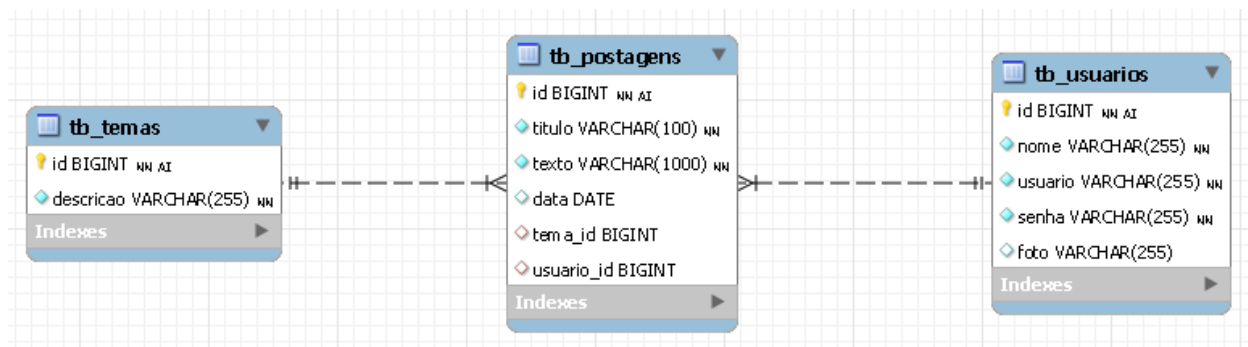 tb_temas
id BIGINT NN AI
descricao VARCHAR(255) NN
Indexes
tb_postagens
id BIGINT NN AI
titulo VARCHAR(100) NN
texto VARCHAR(1000) NN
data DATE
tema_id BIGINT
usuario_id BIGINT
Indexes
tb_usuarios
id BIGINT NN AI
nome VARCHAR(255) NN
usuario VARCHAR(255) NN
senha VARCHAR(255) NN
foto VARCHAR(255)
Indexes